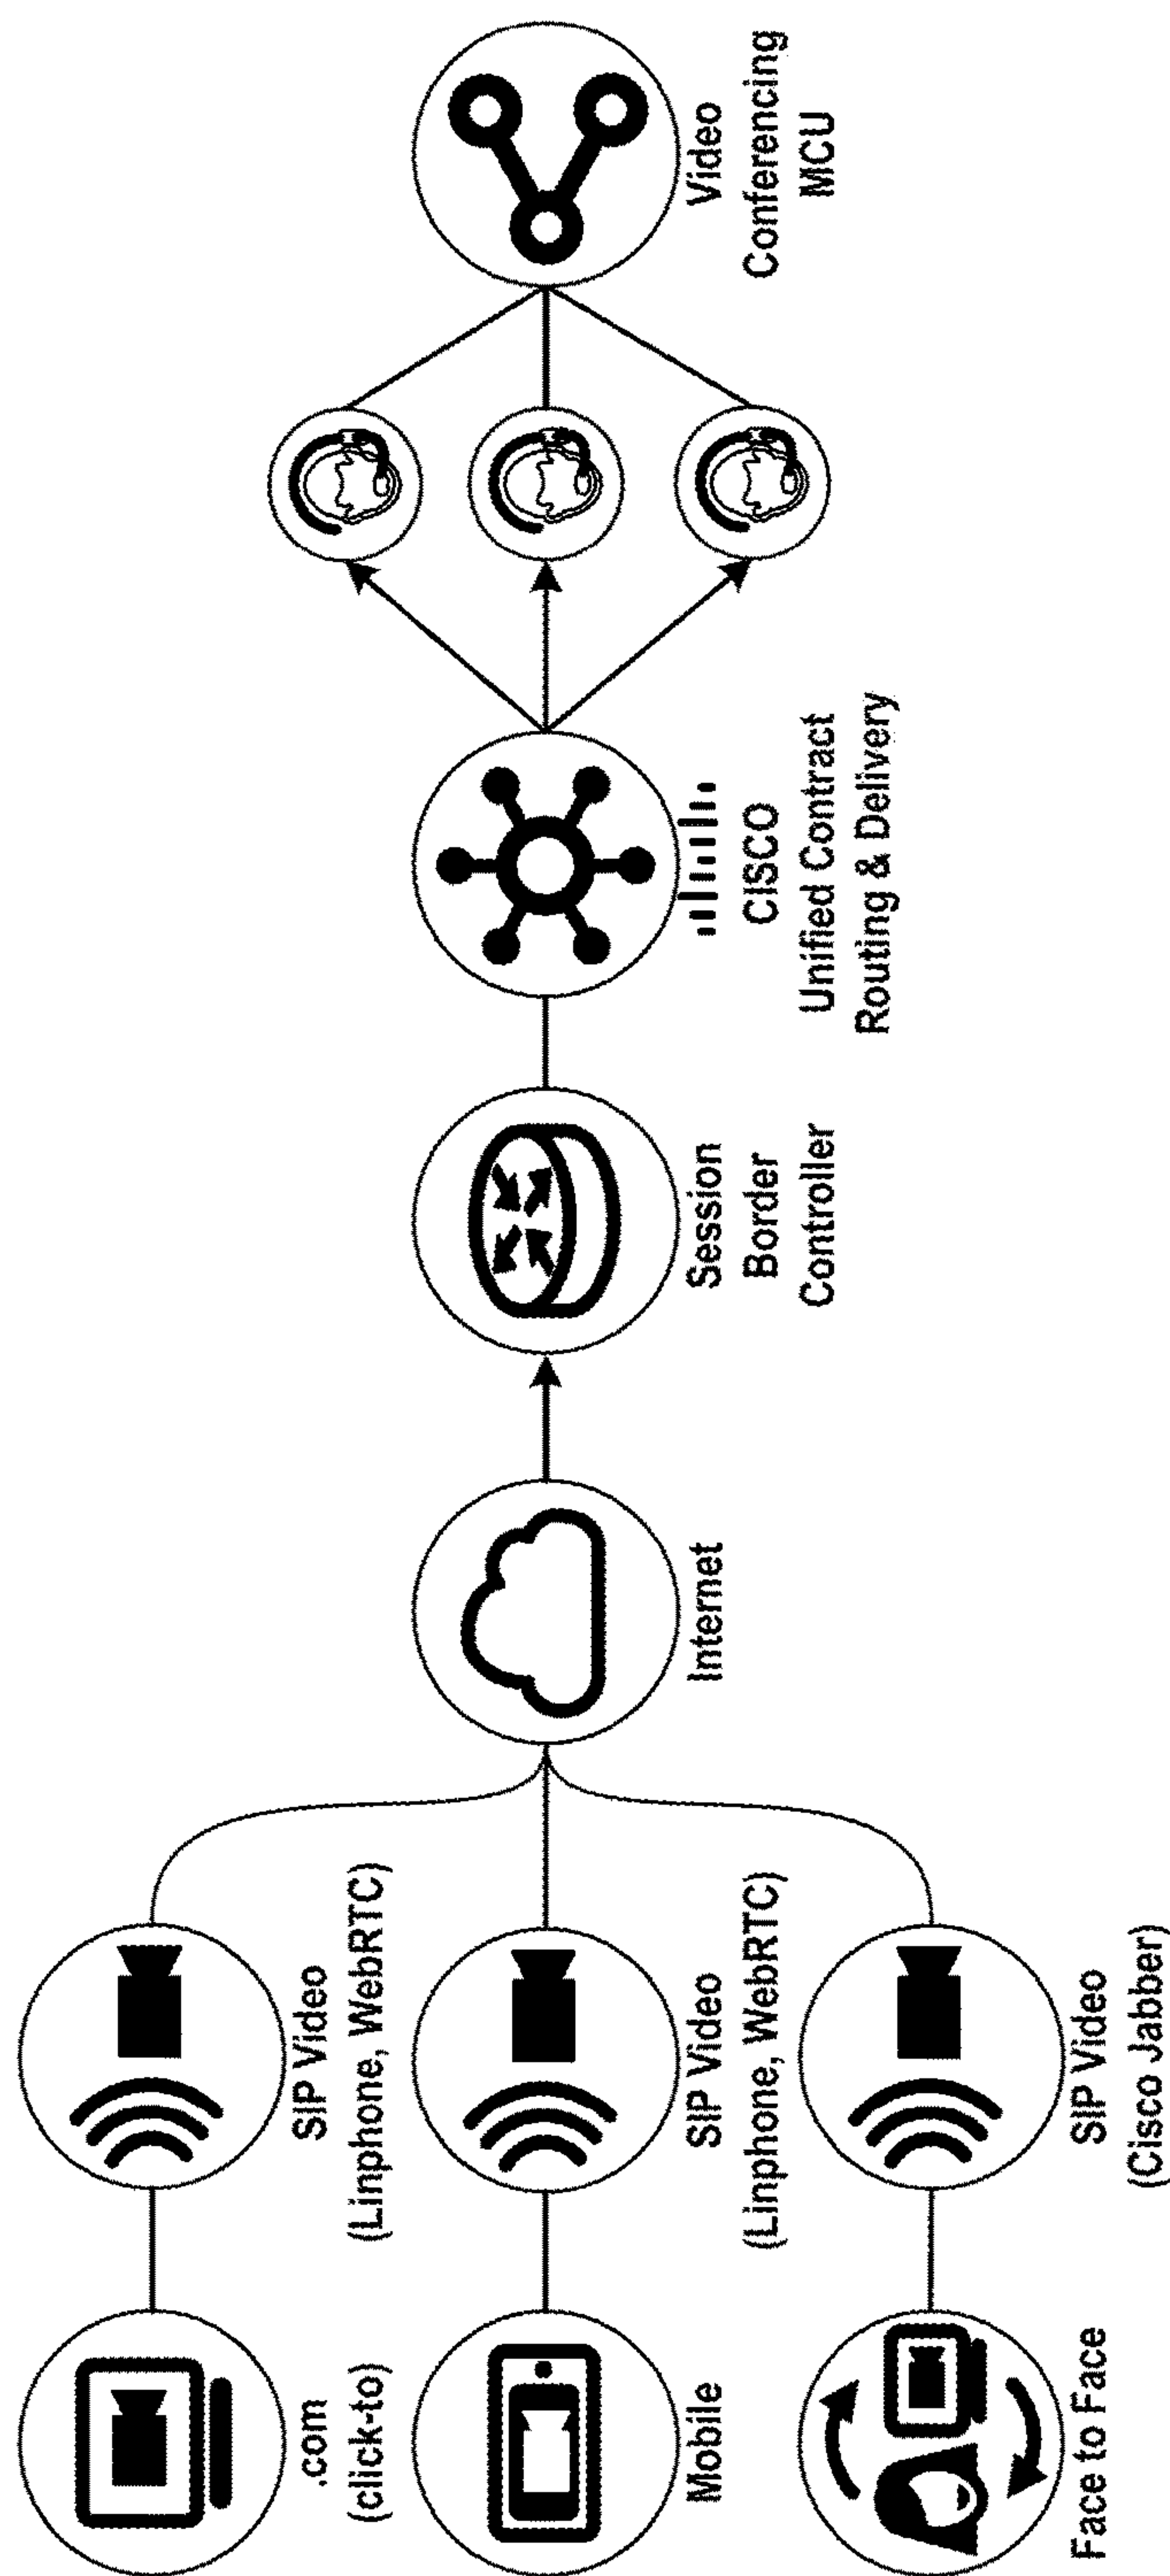 .com
(click-to)
SIP Video
(Linphone, WebRTC)
Mobile
SIP Video
(Linphone, WebRTC)
Face to Face
SIP Video
(Cisco Jabber)
Internet
Session
Border
Controller
CISCO
Unified Contract
Routing & Delivery
Video
Conferencing
MCU